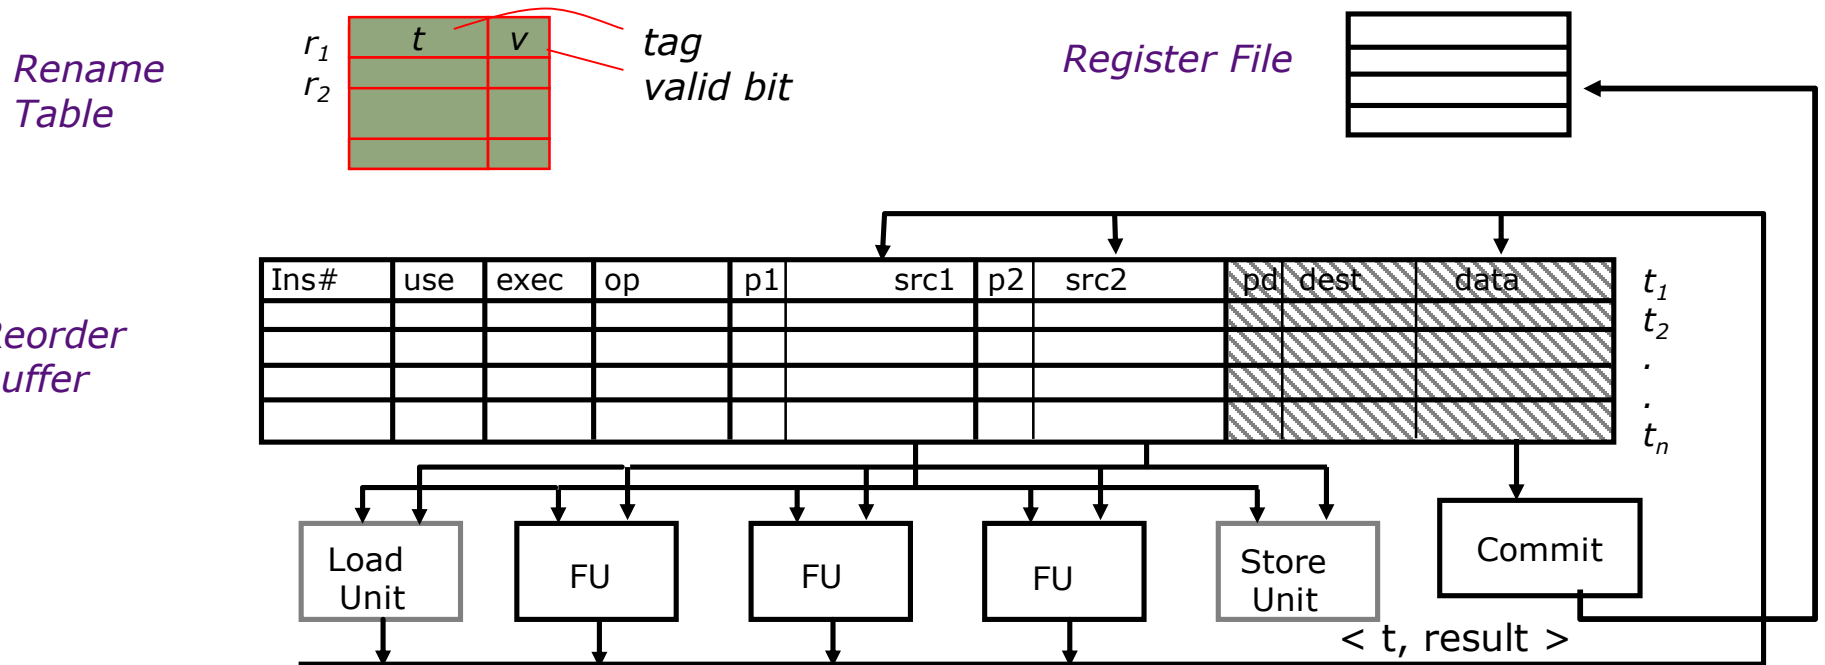 Rename
Table
r1
r2
t
v
tag
valid bit
Register File
eorder
uffer
Ins# use exec op p1 src1 p2 src2 pd dest data
t1
t2
.
.
tn
Load
Unit
FU
FU
FU
Store
Unit
Commit
< t, result >